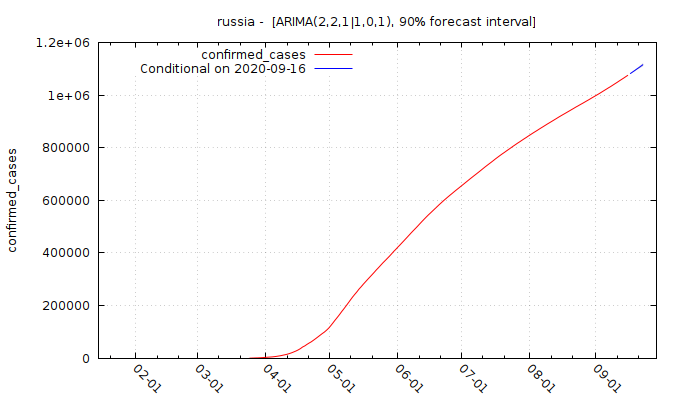 russia -  [ARIMA(2,2,1|1,0,1), 90% forecast interval]
confirmed_cases
Conditional on 2020-09-16
1.2e+06
1e+06
800000
600000
400000
200000
0
confirmed_cases
02-01
03-01
04-01
05-01
06-01
07-01
08-01
09-01